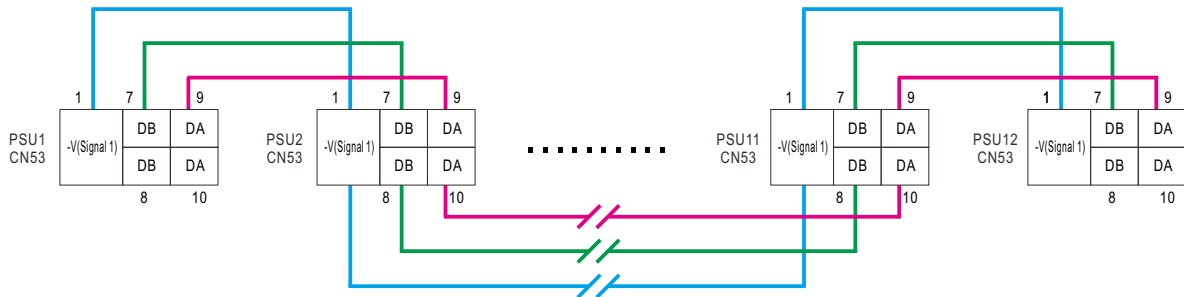 1 7 9 1 7 9 1 7 9 1 7 9
PSU1 -V(Signal 1) DB DA PSU2 -V(Signal 1) DB DA PSU11 -V(Signal 1) DB DA PSU12 -V(Signal 1) DB DA
CN53 DB DA CN53 DB DA CN53 DB DA CN53 DB DA
8 10 8 10 8 10 8 10